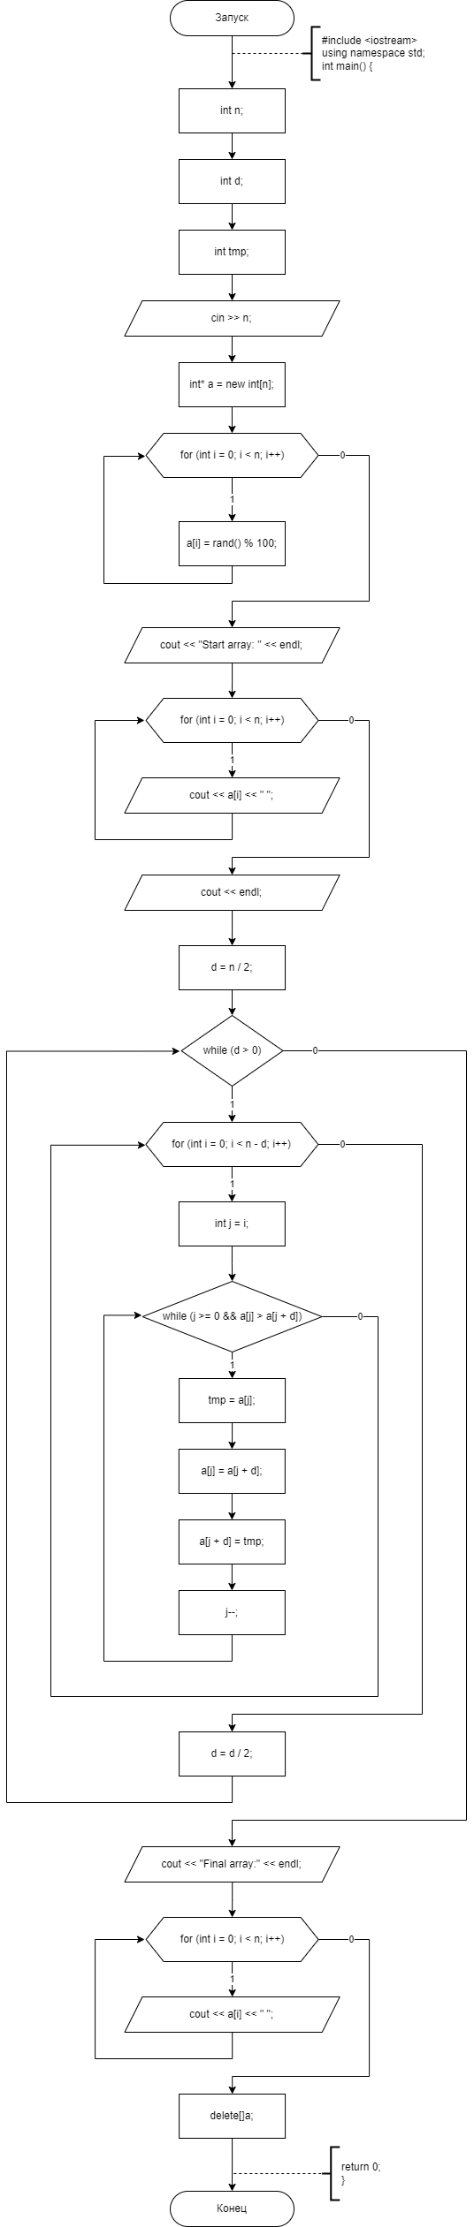 Запуск
#include <iostream>
using namespace std;
int main() {
int n;
int d;
int tmp;
cin >> n;
int* a = new int[n];
for (int i = 0; i < n; i++)
0
1
a[i] = rand() % 100;
cout << "Start array: " << endl;
for (int i = 0; i < n; i++)
0
1
cout << a[i] << " ";
cout << endl;
d = n / 2;
while (d > 0)
0
1
for (int i = 0; i < n - d; i++)
0
1
int j = i;
while (j >= 0 && a[j] > a[j + d])
0
1
tmp = a[j];
a[j] = a[j + d];
a[j + d] = tmp;
j--;
d = d / 2;
cout << "Final array:" << endl;
for (int i = 0; i < n; i++)
0
1
cout << a[i] << " ";
delete[]a;
return 0;
}
Конец